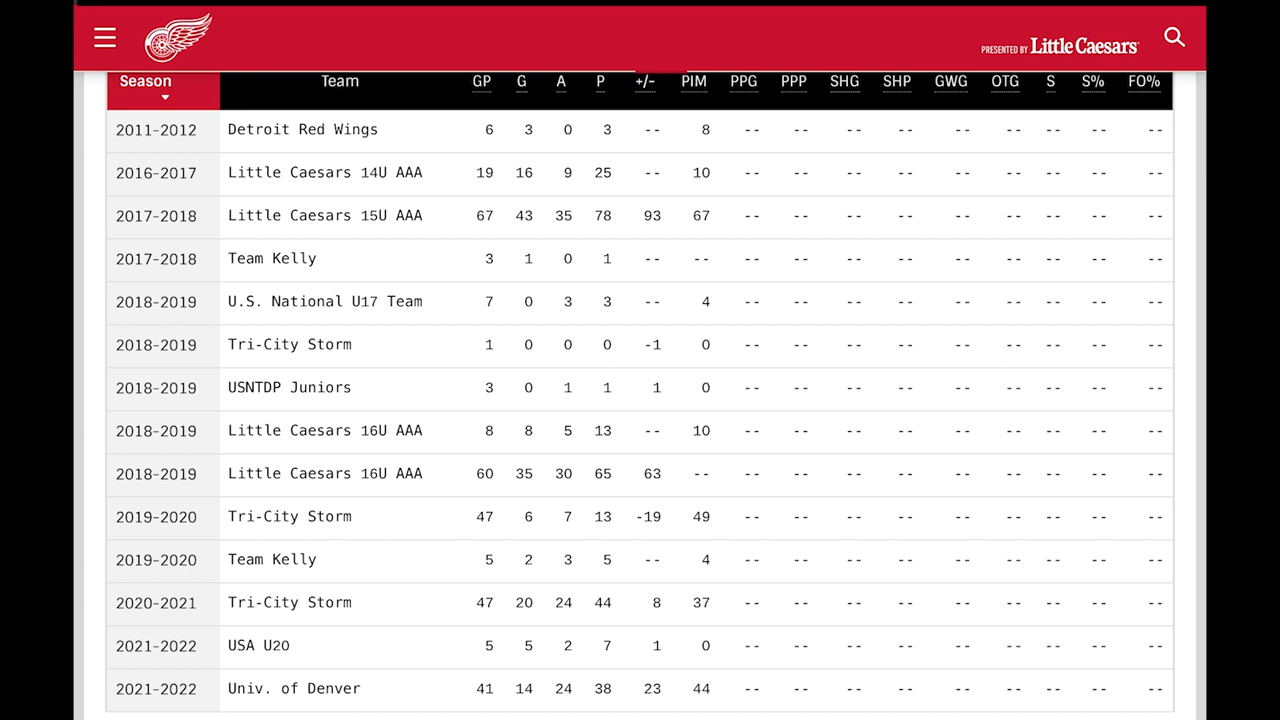 PRESENTED BY Little Caesars
Season Team GP G A P +/- PIM PPG PPP SHG SHP GWG OTG S S% FO%
2011-2012 Detroit Red Wings 6 3 0 3 -- 8 -- -- -- -- -- -- -- -- --
2016-2017 Little Caesars 14U AAA 19 16 9 25 -- 10 -- -- -- -- -- -- -- -- --
2017-2018 Little Caesars 15U AAA 67 43 35 78 93 67 -- -- -- -- -- -- -- -- --
2017-2018 Team Kelly 3 1 0 1 -- -- -- -- -- -- -- -- -- -- --
2018-2019 U.S. National U17 Team 7 0 3 3 -- 4 -- -- -- -- -- -- -- -- --
2018-2019 Tri-City Storm 1 0 0 0 -1 0 -- -- -- -- -- -- -- -- --
2018-2019 USNTDP Juniors 3 0 1 1 1 0 -- -- -- -- -- -- -- -- --
2018-2019 Little Caesars 16U AAA 8 8 5 13 -- 10 -- -- -- -- -- -- -- -- --
2018-2019 Little Caesars 16U AAA 60 35 30 65 63 -- -- -- -- -- -- -- -- -- --
2019-2020 Tri-City Storm 47 6 7 13 -19 49 -- -- -- -- -- -- -- -- --
2019-2020 Team Kelly 5 2 3 5 -- 4 -- -- -- -- -- -- -- -- --
2020-2021 Tri-City Storm 47 20 24 44 8 37 -- -- -- -- -- -- -- -- --
2021-2022 USA U20 5 5 2 7 1 0 -- -- -- -- -- -- -- -- --
2021-2022 Univ. of Denver 41 14 24 38 23 44 -- -- -- -- -- -- -- -- --